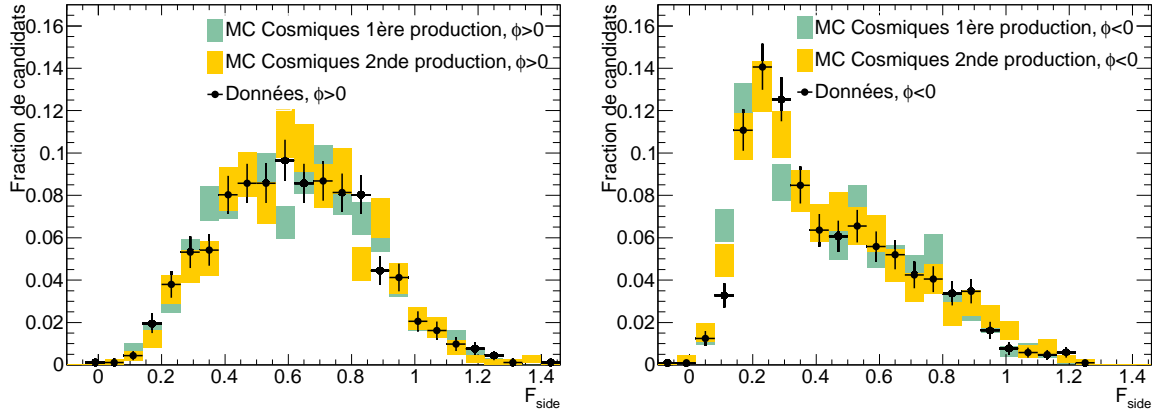 Fraction de candidats
0.16
0.14
0.12
0.1
0.08
0.06
0.04
0.02
0
MC Cosmiques 1ère production, ϕ>0
MC Cosmiques 2nde production, ϕ>0
Données, ϕ>0
0 0.2 0.4 0.6 0.8 1 1.2 1.4
F_side
Fraction de candidats
0.16
0.14
0.12
0.1
0.08
0.06
0.04
0.02
0
MC Cosmiques 1ère production, ϕ<0
MC Cosmiques 2nde production, ϕ<0
Données, ϕ<0
0 0.2 0.4 0.6 0.8 1 1.2 1.4
F_side